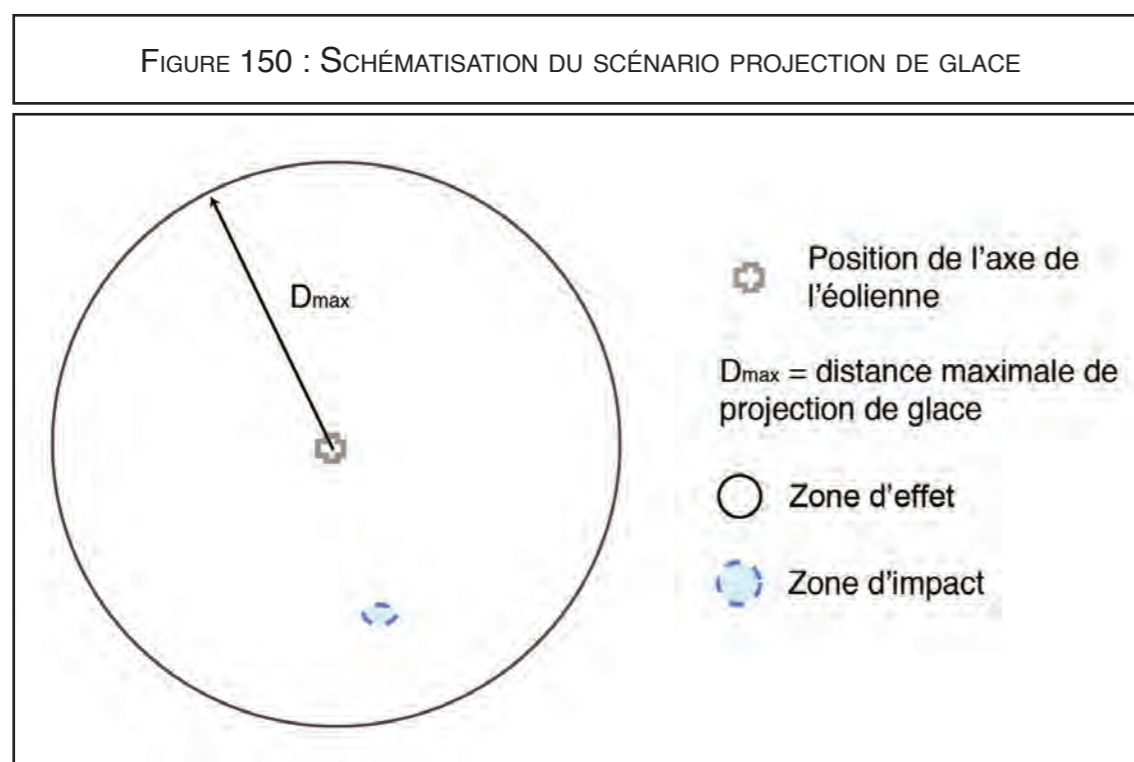 FIGURE 150 : SCHÉMATISATION DU SCÉNARIO PROJECTION DE GLACE
Dmax
Position de l'axe de
l'éolienne
Dmax = distance maximale de
projection de glace
Zone d'effet
Zone d'impact